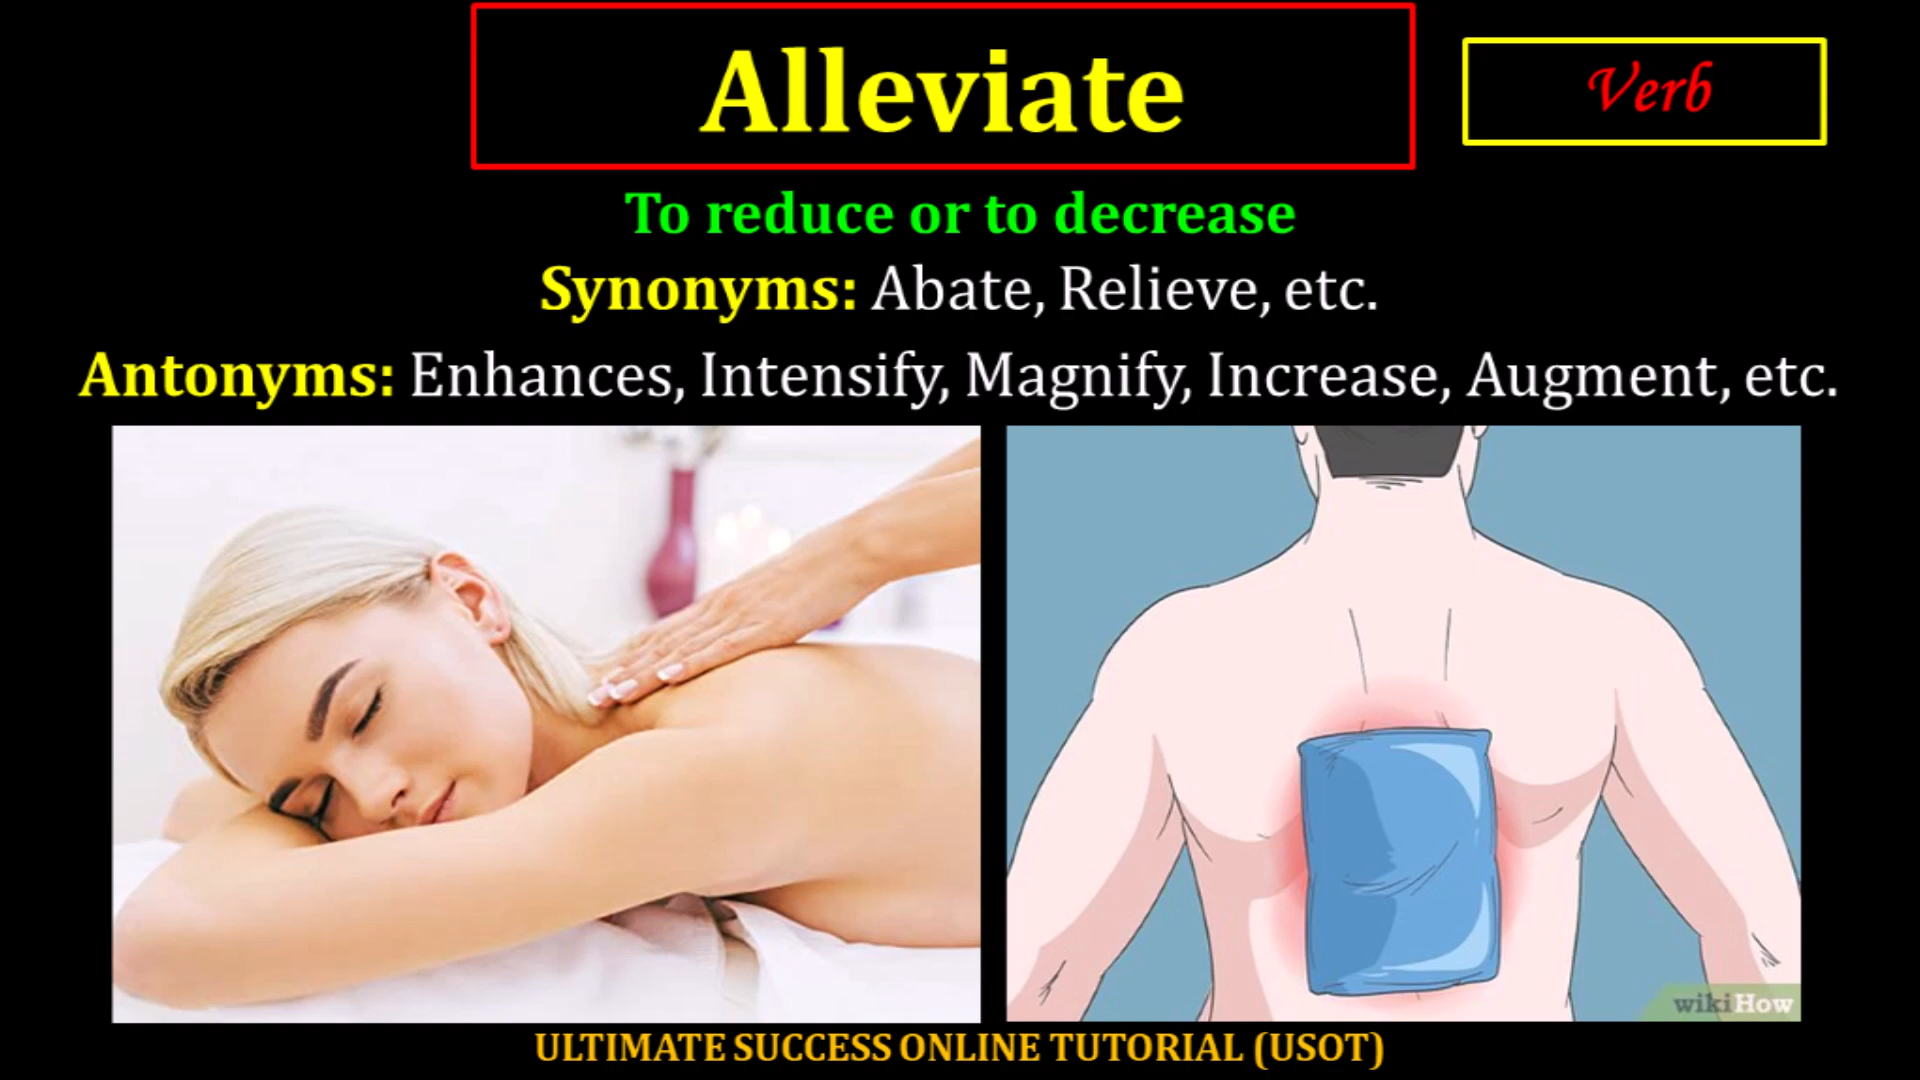 Alleviate
Verb
To reduce or to decrease
Synonyms: Abate, Relieve, etc.
Antonyms: Enhances, Intensify, Magnify, Increase, Augment, etc.
wikiHow
ULTIMATE SUCCESS ONLINE TUTORIAL (USOT)